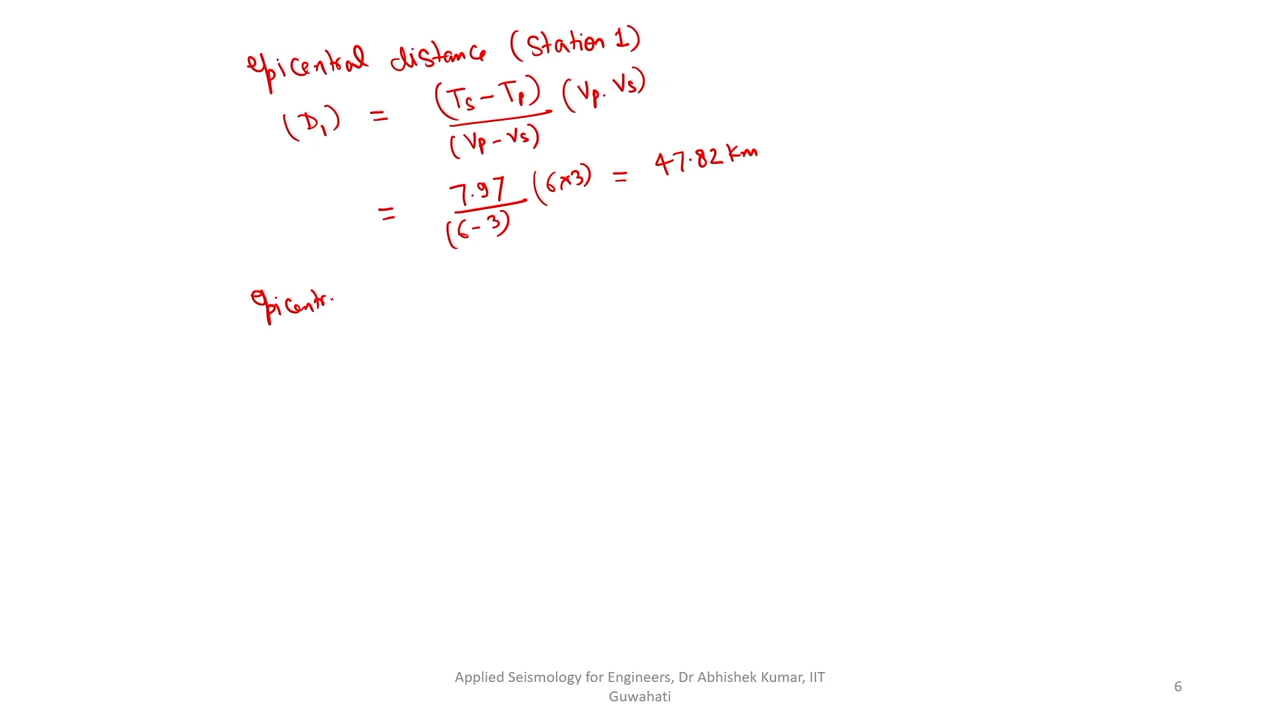 epicentral distance (Station 1)
(D₁) = (Ts - Tp) / (Vp - Vs) (Vp. Vs)
= 7.97 / (6-3) (6×3) = 47.82 Km
epicentr.
Applied Seismology for Engineers, Dr Abhishek Kumar, IIT
Guwahati
6